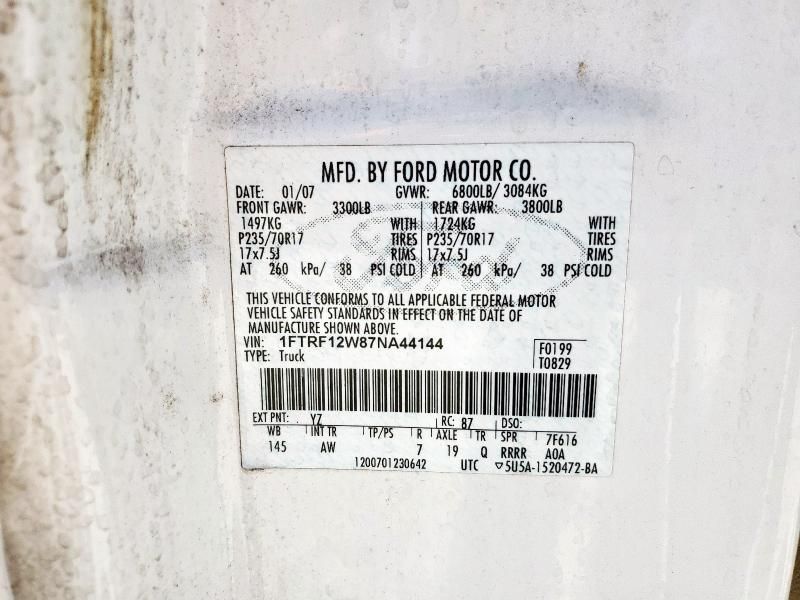 MFD. BY FORD MOTOR CO.
DATE: 01/07 GVWR: 6800LB/ 3084KG
FRONT GAWR: 3300LB REAR GAWR: 3800LB
1497KG WITH 1724KG WITH
P235/70R17 TIRES P235/70R17 TIRES
17x7.5J RIMS 17x7.5J RIMS
AT 260 kPa/ 38 PSI COLD AT 260 kPa/ 38 PSI COLD
THIS VEHICLE CONFORMS TO ALL APPLICABLE FEDERAL MOTOR
VEHICLE SAFETY STANDARDS IN EFFECT ON THE DATE OF
MANUFACTURE SHOWN ABOVE.
VIN: 1FTRF12W87NA44144
TYPE: Truck
F0199
T0829
EXT PNT: YZ RC: 87 DSO:
WB INT TR TP/PS R AXLE TR SPR 7F616
145 AW 7 19 Q RRRR AOA
1200701230642 UTC ▽5U5A-1520472-BA